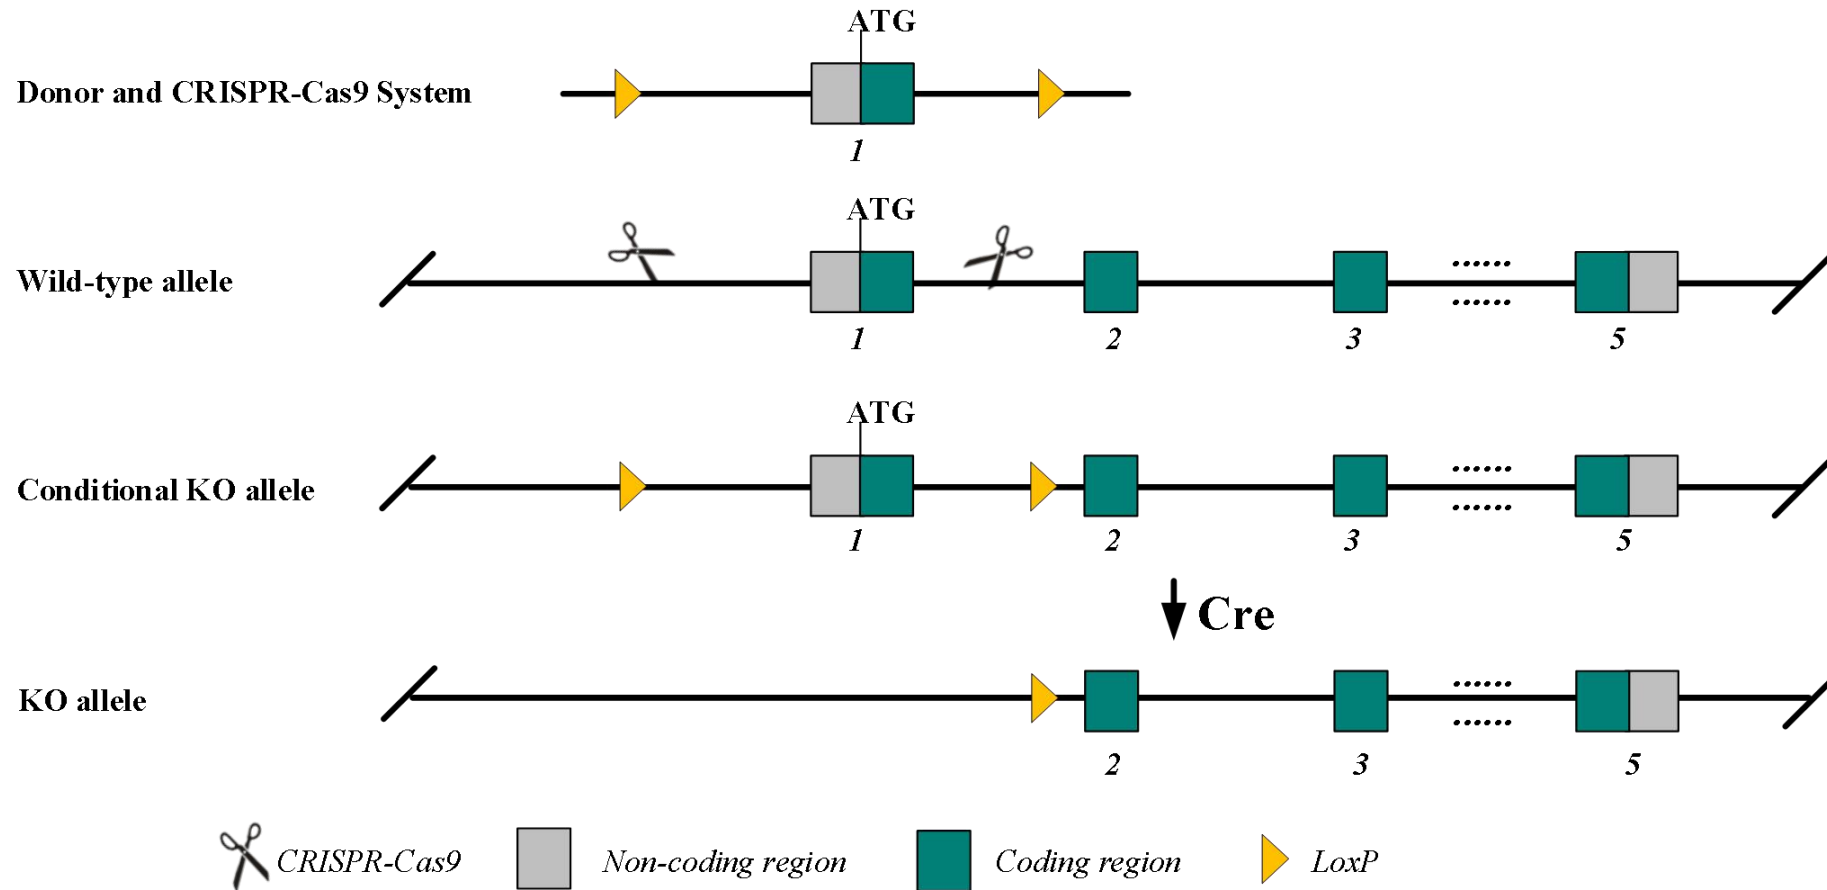 ATG
Donor and CRISPR-Cas9 System
1
ATG
Wild-type allele
......
......
1 2 3 5
ATG
Conditional KO allele
......
......
1 2 3 5
Cre
KO allele
......
......
2 3 5
CRISPR-Cas9 Non-coding region Coding region LoxP